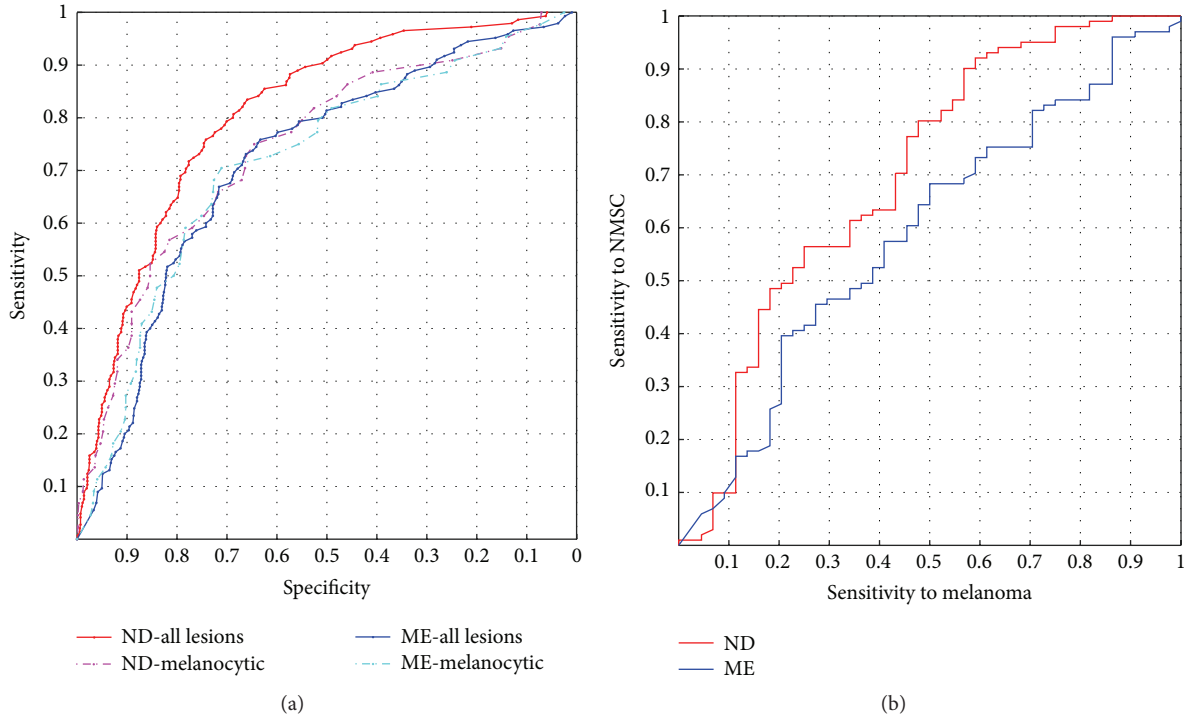 1
0.9
0.8
0.7
0.6
0.5
0.4
0.3
0.2
0.1
Sensitivity
0.9 0.8 0.7 0.6 0.5 0.4 0.3 0.2 0.1 0
Specificity
ND-all lesions
ND-melanocytic
ME-all lesions
ME-melanocytic
(a)
1
0.9
0.8
0.7
0.6
0.5
0.4
0.3
0.2
0.1
Sensitivity to NMSC
0.1 0.2 0.3 0.4 0.5 0.6 0.7 0.8 0.9 1
Sensitivity to melanoma
ND
ME
(b)